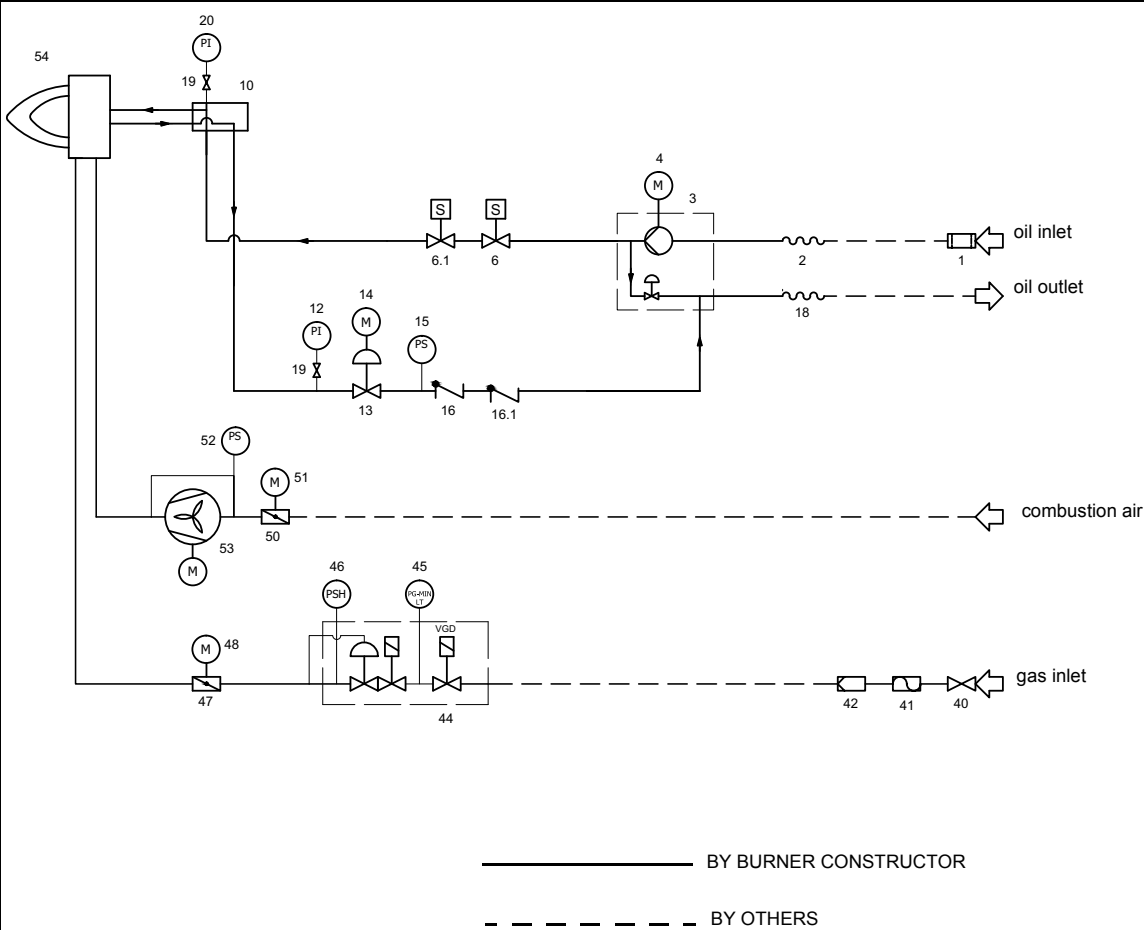 20
PI
54
19
10
4
M
3
S
S
6.1
6
2
1
oil inlet
oil outlet
18
12
14
15
PI
M
PS
19
13
16
16.1
52
PS
M
51
combustion air
53
50
M
46
45
PSH
PG-MIN
LT
VGD
M
48
gas inlet
47
44
42
41
40
BY BURNER CONSTRUCTOR
BY OTHERS